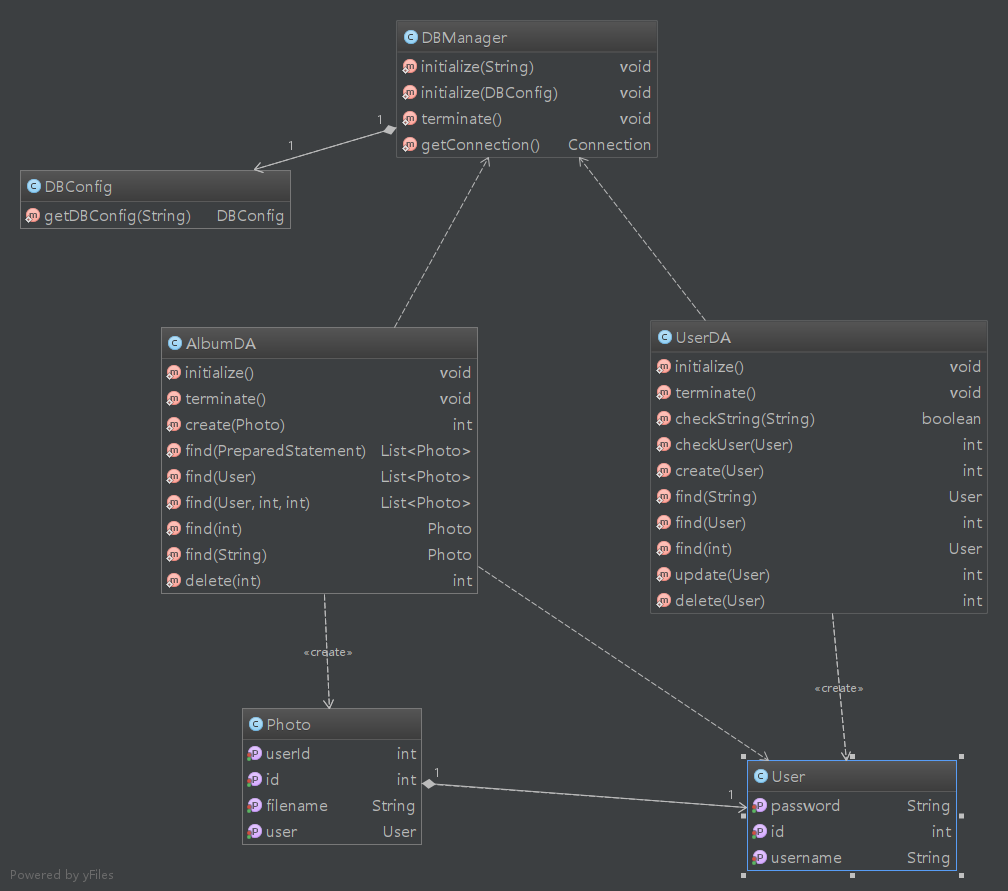 DBManager
initialize(String) void
initialize(DBConfig) void
terminate() void
getConnection() Connection
1
1
DBConfig
getDBConfig(String) DBConfig
AlbumDA
initialize() void
terminate() void
create(Photo) int
find(PreparedStatement) List<Photo>
find(User) List<Photo>
find(User, int, int) List<Photo>
find(int) Photo
find(String) Photo
delete(int) int
UserDA
initialize() void
terminate() void
checkString(String) boolean
checkUser(User) int
create(User) int
find(String) User
find(User) int
find(int) User
update(User) int
delete(User) int
«create»
«create»
Photo
userId int
id int
filename String
user User
1
1
User
password String
id int
username String
Powered by yFiles